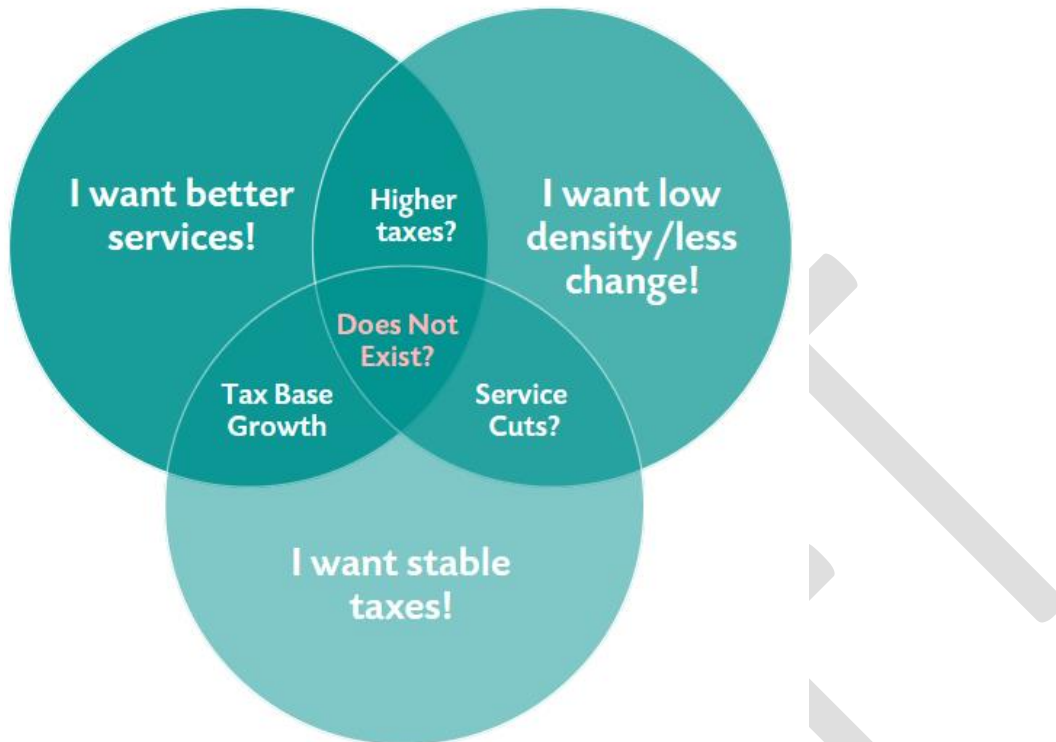 I want better
services!
Higher
taxes?
I want low
density/less
change!
Does Not
Exist?
Tax Base
Growth
Service
Cuts?
I want stable
taxes!